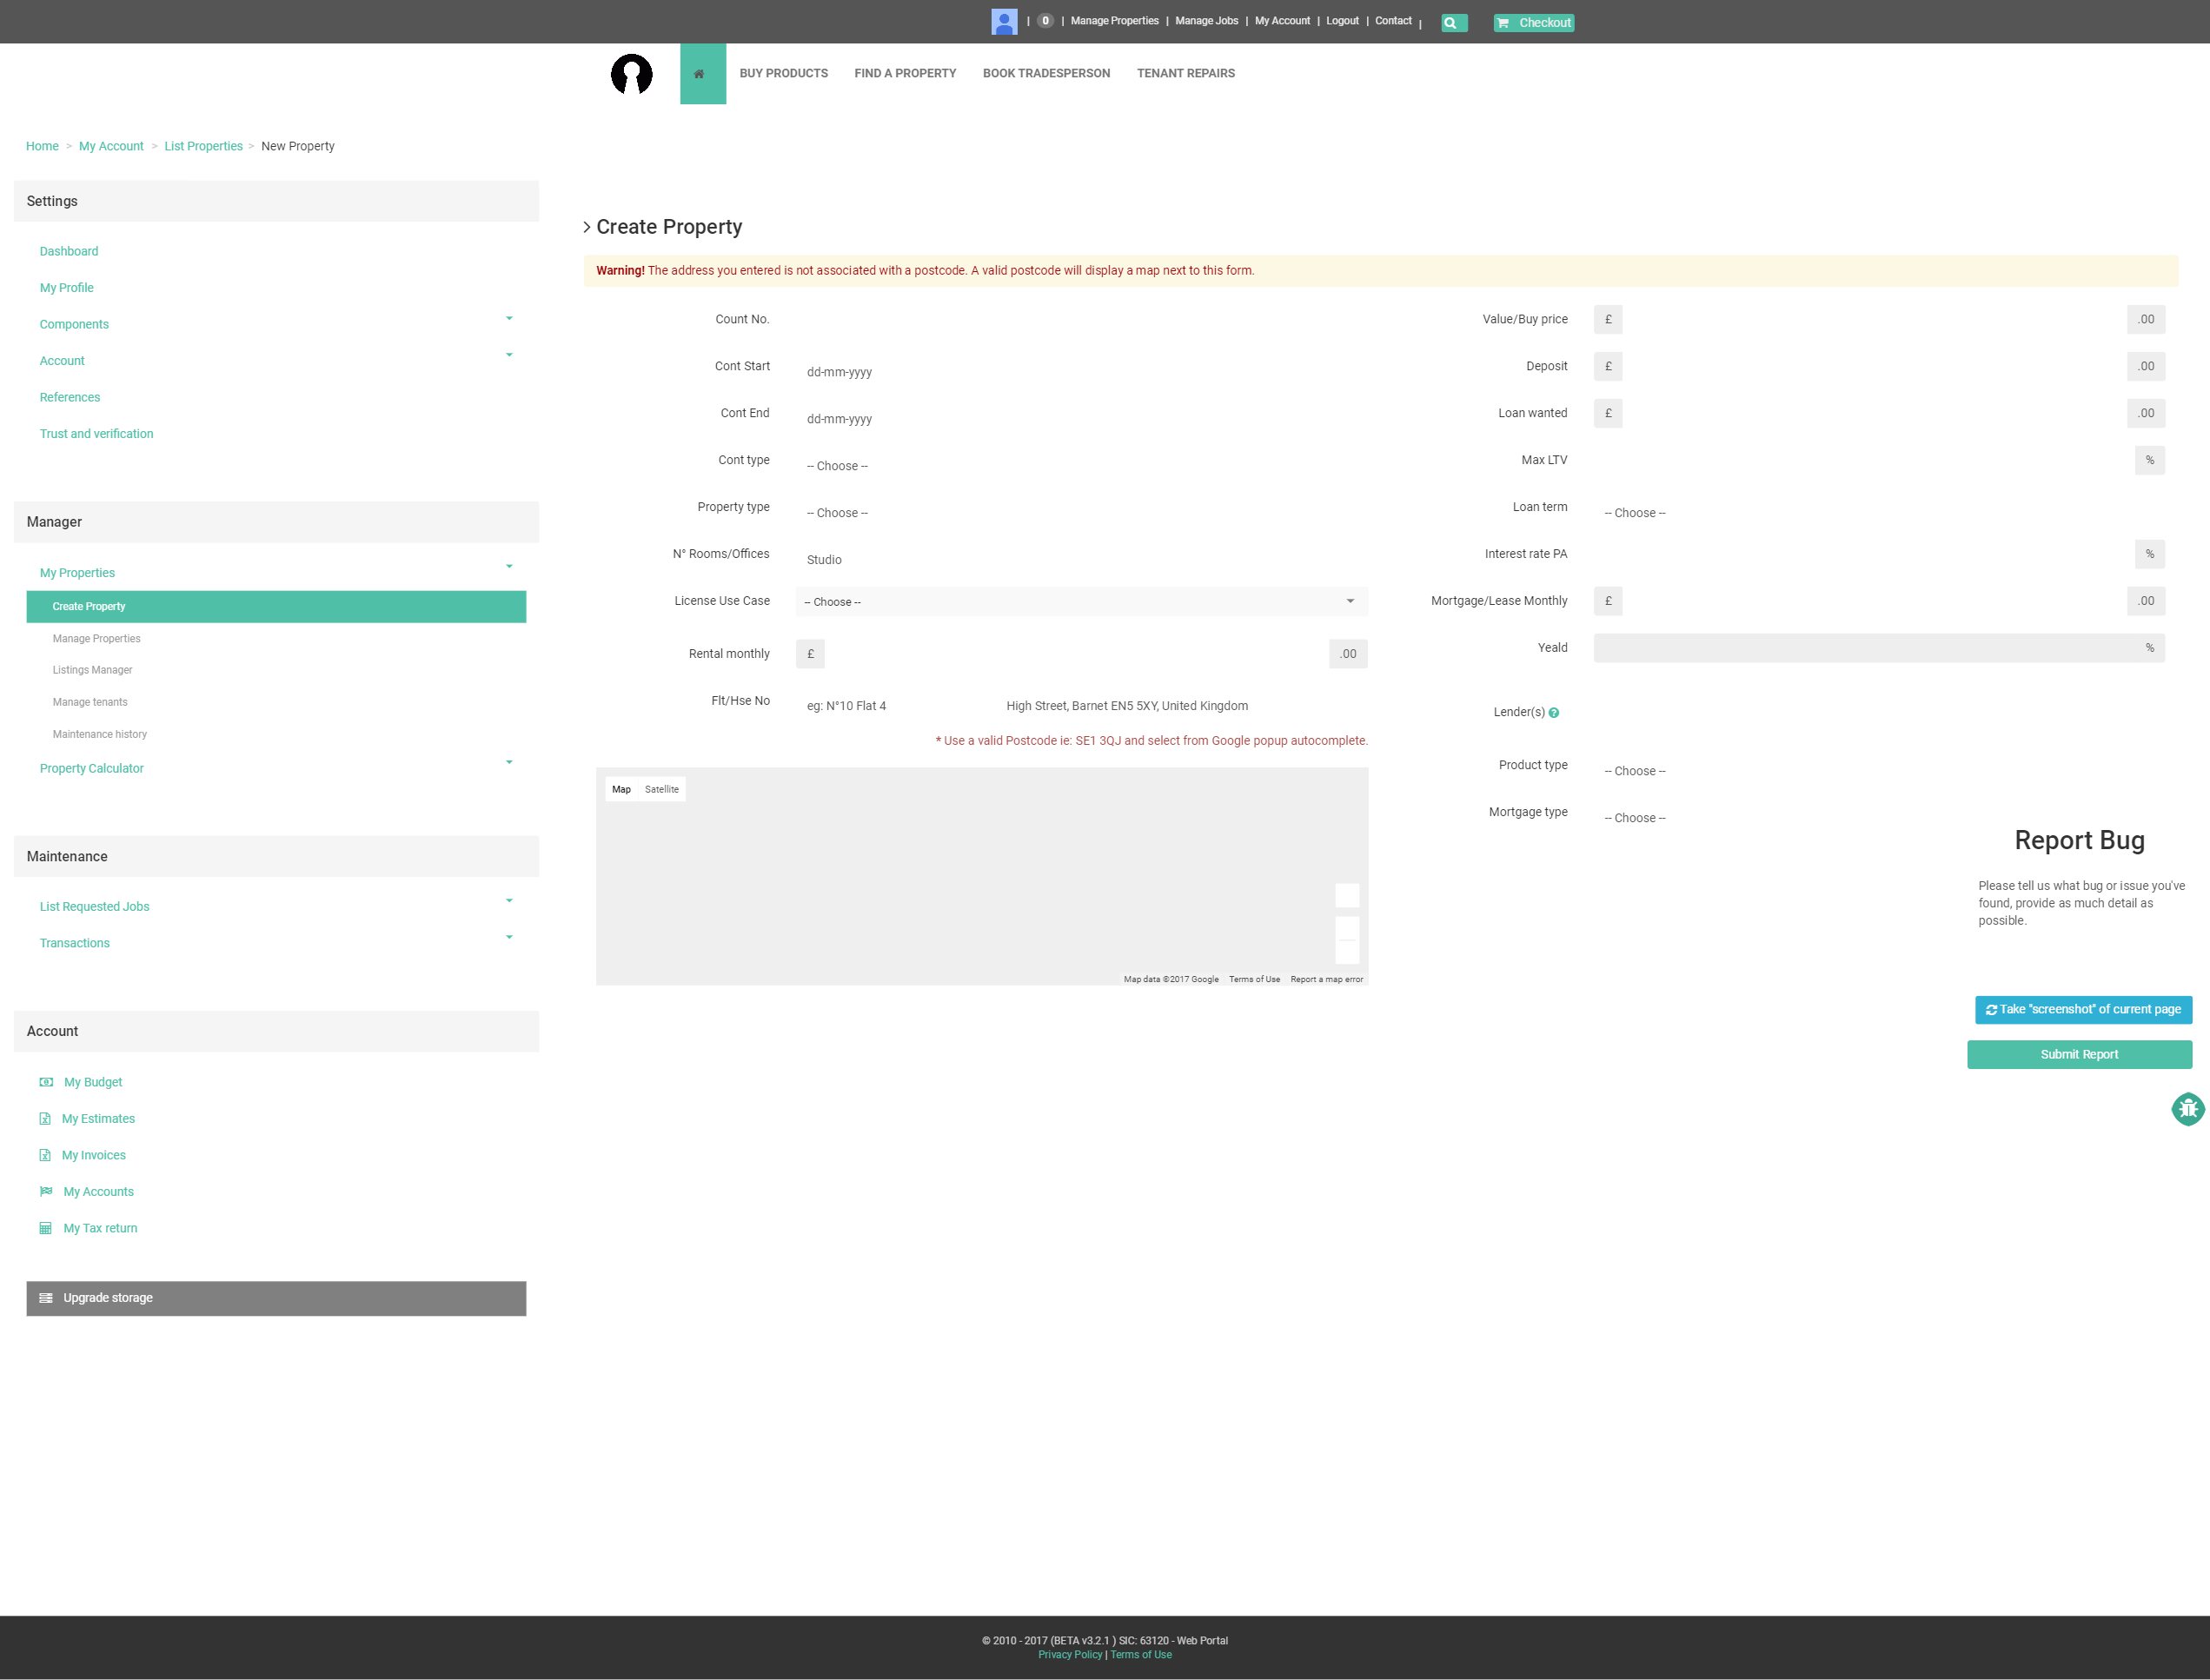 | 0 | Manage Properties | Manage Jobs | My Account | Logout | Contact | Checkout
BUY PRODUCTS FIND A PROPERTY BOOK TRADESPERSON TENANT REPAIRS
Home > My Account > List Properties > New Property
Settings
Dashboard
My Profile
Components
Account
References
Trust and verification
Manager
My Properties
Create Property
Manage Properties
Listings Manager
Manage tenants
Maintenance history
Property Calculator
Maintenance
List Requested Jobs
Transactions
Account
My Budget
My Estimates
My Invoices
My Accounts
My Tax return
Upgrade storage
Create Property
Warning! The address you entered is not associated with a postcode. A valid postcode will display a map next to this form.
Count No.
Cont Start dd-mm-yyyy
Cont End dd-mm-yyyy
Cont type -- Choose --
Property type -- Choose --
N° Rooms/Offices Studio
License Use Case -- Choose --
Rental monthly £ .00
Flt/Hse No eg: N°10 Flat 4 High Street, Barnet EN5 5XY, United Kingdom
* Use a valid Postcode ie: SE1 3QJ and select from Google popup autocomplete.
Map Satellite
Map data ©2017 Google Terms of Use Report a map error
Value/Buy price £ .00
Deposit £ .00
Loan wanted £ .00
Max LTV %
Loan term -- Choose --
Interest rate PA %
Mortgage/Lease Monthly £ .00
Yeald %
Lender(s) ?
Product type -- Choose --
Mortgage type -- Choose --
Report Bug
Please tell us what bug or issue you've
found, provide as much detail as
possible.
Take "screenshot" of current page
Submit Report
© 2010 - 2017 (BETA v3.2.1 ) SIC: 63120 - Web Portal
Privacy Policy | Terms of Use